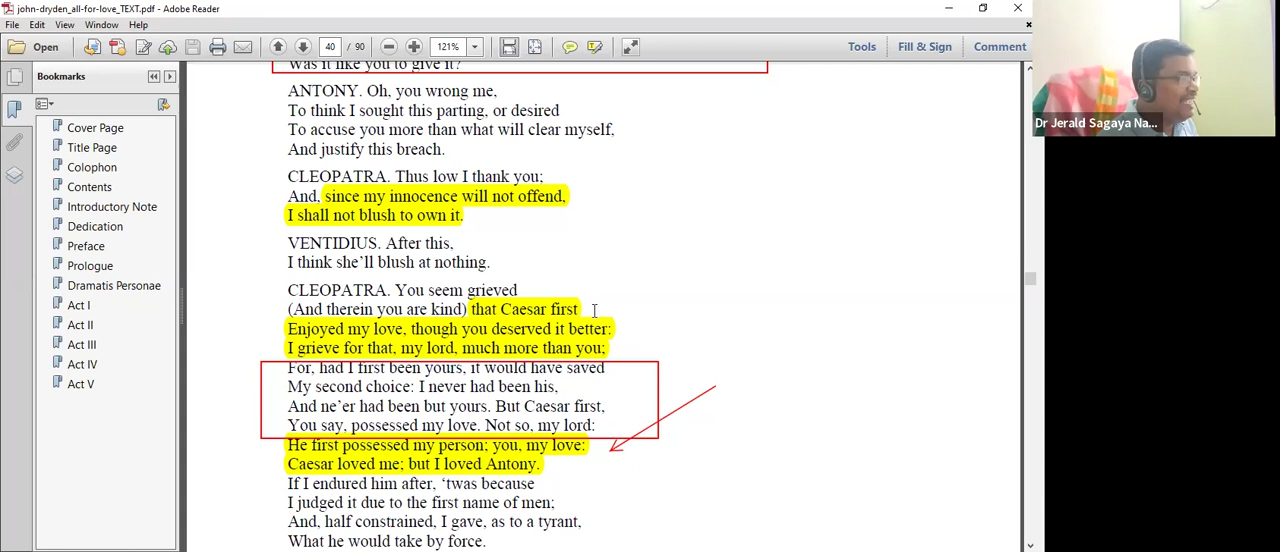 john-dryden_all-for-love_TEXT.pdf - Adobe Reader
File Edit View Window Help
Open 40 / 90 121% Tools Fill & Sign Comment
Bookmarks
Cover Page
Title Page
Colophon
Contents
Introductory Note
Dedication
Preface
Prologue
Dramatis Personae
Act I
Act II
Act III
Act IV
Act V
Was it like you to give it?
ANTONY. Oh, you wrong me,
To think I sought this parting, or desired
To accuse you more than what will clear myself,
And justify this breach.
CLEOPATRA. Thus low I thank you;
And, since my innocence will not offend,
I shall not blush to own it.
VENTIDIUS. After this,
I think she’ll blush at nothing.
CLEOPATRA. You seem grieved
(And therein you are kind) that Caesar first
Enjoyed my love, though you deserved it better:
I grieve for that, my lord, much more than you;
For, had I first been yours, it would have saved
My second choice: I never had been his,
And ne’er had been but yours. But Caesar first,
You say, possessed my love. Not so, my lord:
He first possessed my person; you, my love:
Caesar loved me; but I loved Antony.
If I endured him after, ‘twas because
I judged it due to the first name of men;
And, half constrained, I gave, as to a tyrant,
What he would take by force.
Dr Jerald Sagaya Na...